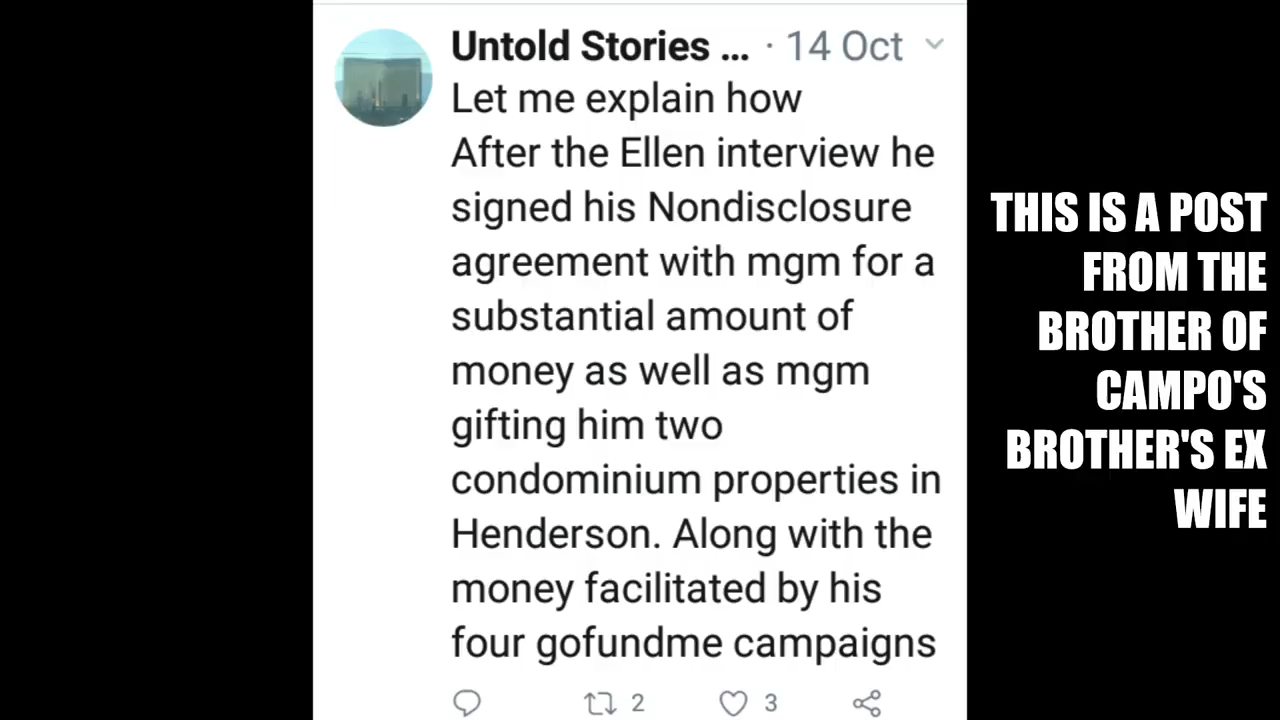 Untold Stories ... · 14 Oct
Let me explain how
After the Ellen interview he
signed his Nondisclosure
agreement with mgm for a
substantial amount of
money as well as mgm
gifting him two
condominium properties in
Henderson. Along with the
money facilitated by his
four gofundme campaigns
2 3
THIS IS A POST
FROM THE
BROTHER OF
CAMPO'S
BROTHER'S EX
WIFE